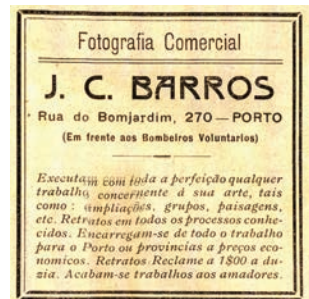 Fotografia Comercial
J. C. BARROS
Rua do Bomjardim, 270 — PORTO
(Em frente aos Bombeiros Voluntarios)
Executam com toda a perfeição qualquer
trabalho concernente á sua arte, tais
como: ampliações, grupos, paisagens,
etc. Retratos em todos os processos conhe-
cidos. Encarregam-se de todo o trabalho
para o Porto ou provincias a preços eco-
nomicos. Retratos Reclame a 1$00 a du-
zia. Acabam-se trabalhos aos amadores.